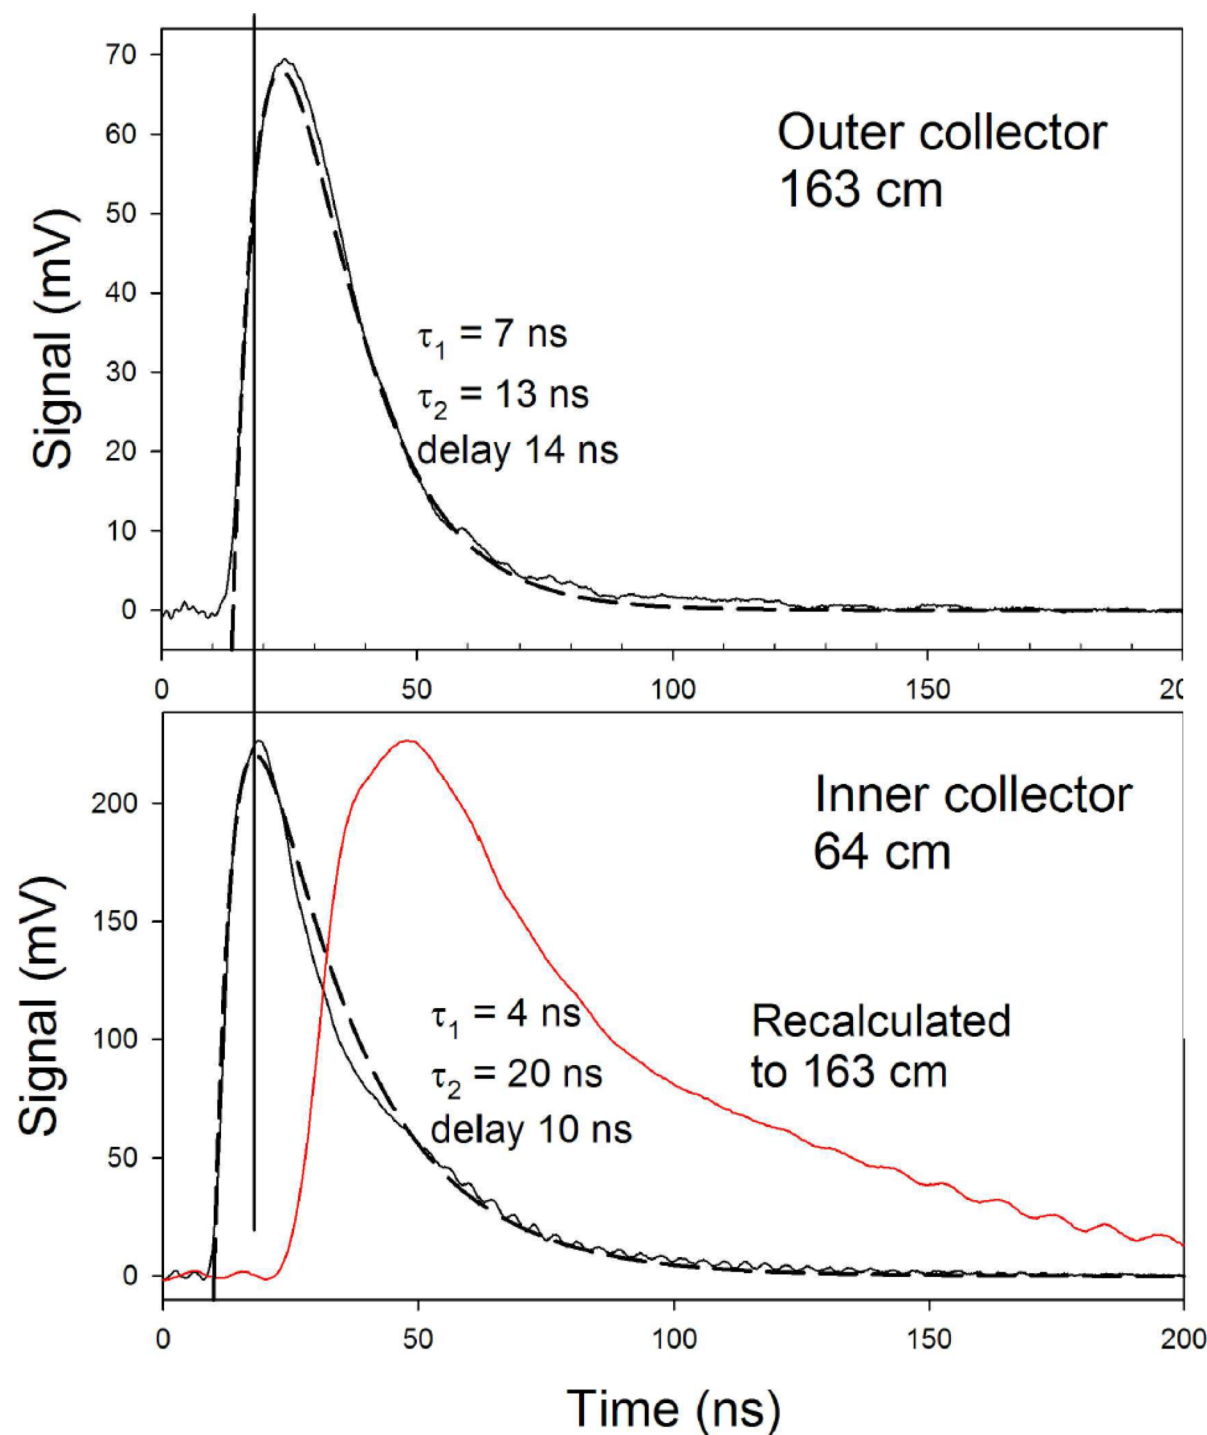 70
60
50
40
30
20
10
0
Signal (mV)
Outer collector
163 cm
τ1 = 7 ns
τ2 = 13 ns
delay 14 ns
0 50 100 150 20
200
150
100
50
0
Signal (mV)
Inner collector
64 cm
τ1 = 4 ns
τ2 = 20 ns
delay 10 ns
Recalculated
to 163 cm
0 50 100 150 200
Time (ns)